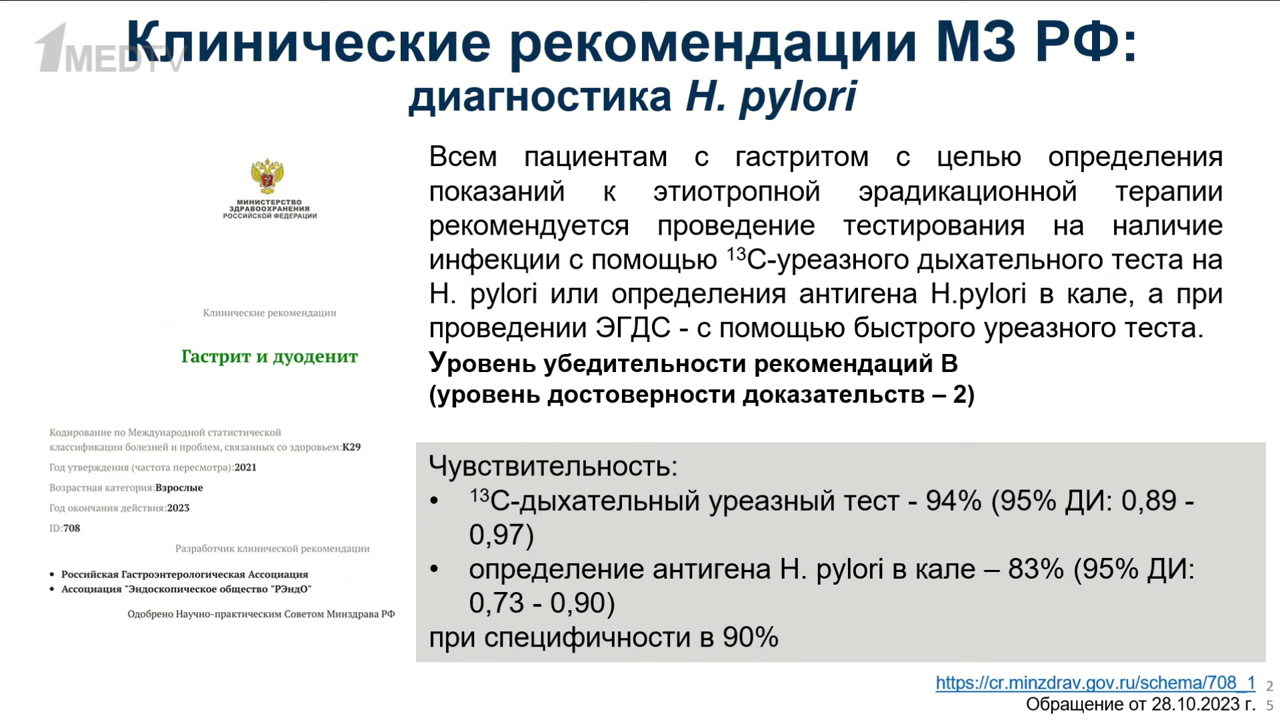 1MEDTV
Клинические рекомендации МЗ РФ:
диагностика H. pylori
МИНИСТЕРСТВО
ЗДРАВООХРАНЕНИЯ
РОССИЙСКОЙ ФЕДЕРАЦИИ
Клинические рекомендации
Гастрит и дуоденит
Кодирование по Международной статистической
классификации болезней и проблем, связанных со здоровьем:K29
Год утверждения (частота пересмотра):2021
Возрастная категория:Взрослые
Год окончания действия:2023
ID:708
Разработчик клинической рекомендации
• Российская Гастроэнтерологическая Ассоциация
• Ассоциация "Эндоскопическое общество "РЭндО"
Одобрено Научно-практическим Советом Минздрава РФ
Всем пациентам с гастритом с целью определения
показаний к этиотропной эрадикационной терапии
рекомендуется проведение тестирования на наличие
инфекции с помощью ¹³C-уреазного дыхательного теста на
H. pylori или определения антигена H.pylori в кале, а при
проведении ЭГДС - с помощью быстрого уреазного теста.
Уровень убедительности рекомендаций B
(уровень достоверности доказательств – 2)
Чувствительность:
• ¹³C-дыхательный уреазный тест - 94% (95% ДИ: 0,89 -
0,97)
• определение антигена H. pylori в кале – 83% (95% ДИ:
0,73 - 0,90)
при специфичности в 90%
https://cr.minzdrav.gov.ru/schema/708_1
Обращение от 28.10.2023 г.
2
5